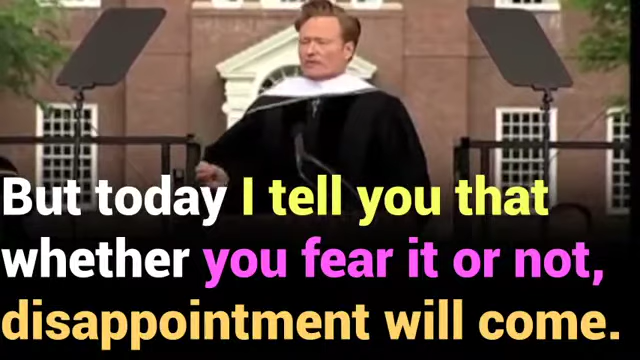 But today I tell you that
whether you fear it or not,
disappointment will come.